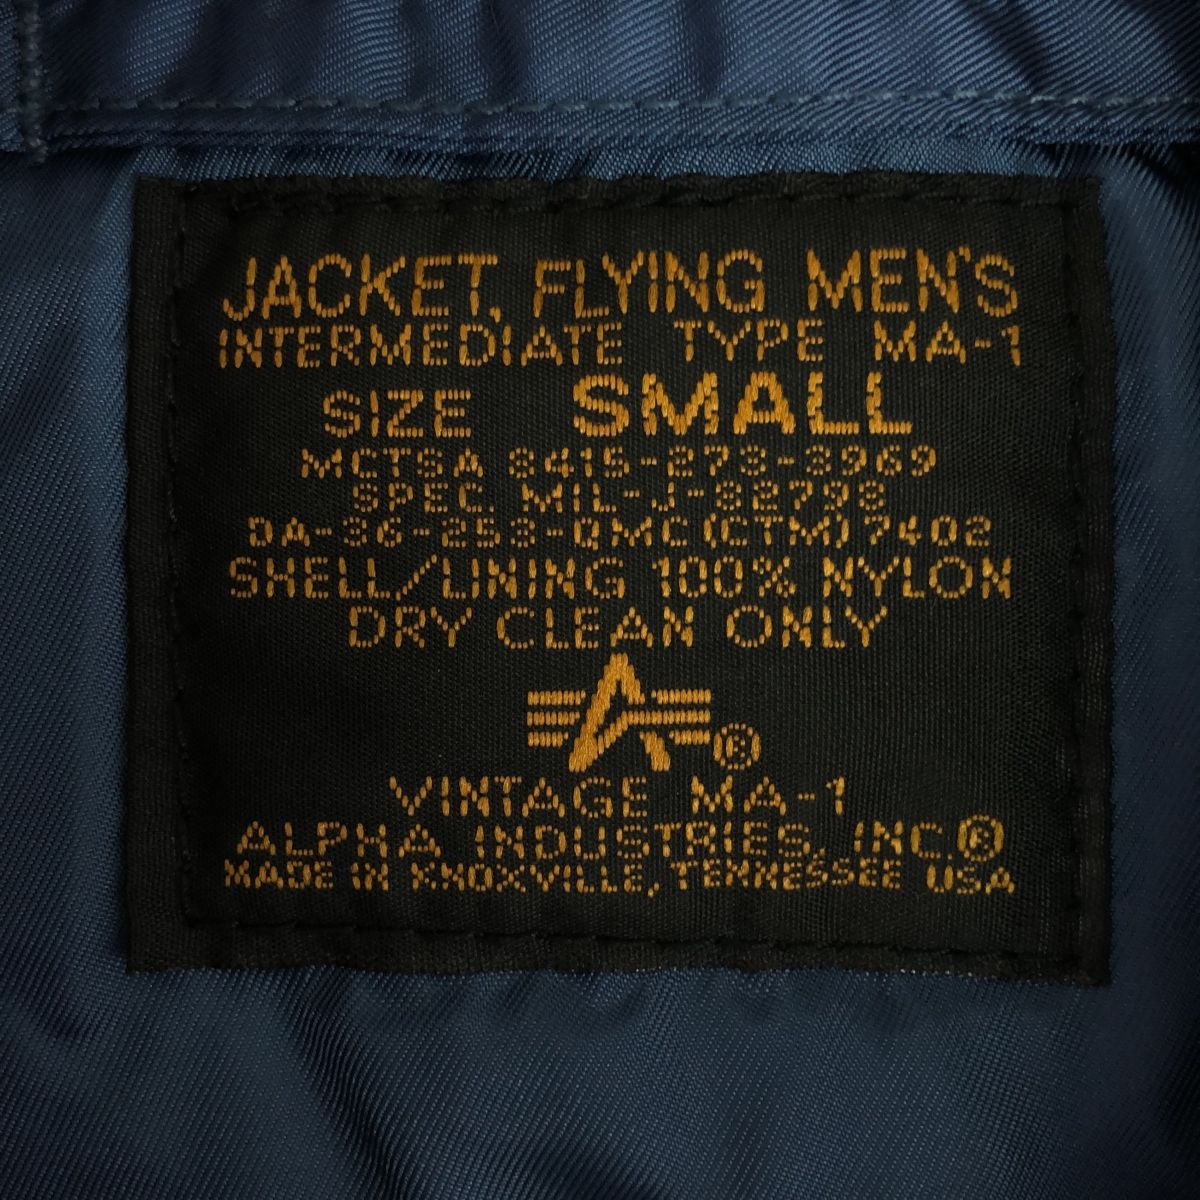 JACKET, FLYING MEN'S
INTERMEDIATE TYPE MA-1
SIZE SMALL
MCTSA 8415-273-3969
SPEC. MIL-J-82798
DA-36-253-QMC(CTM)7402
SHELL/LINING 100% NYLON
DRY CLEAN ONLY
®
VINTAGE MA-1
ALPHA INDUSTRIES, INC.®
MADE IN KNOXVILLE, TENNESSEE USA